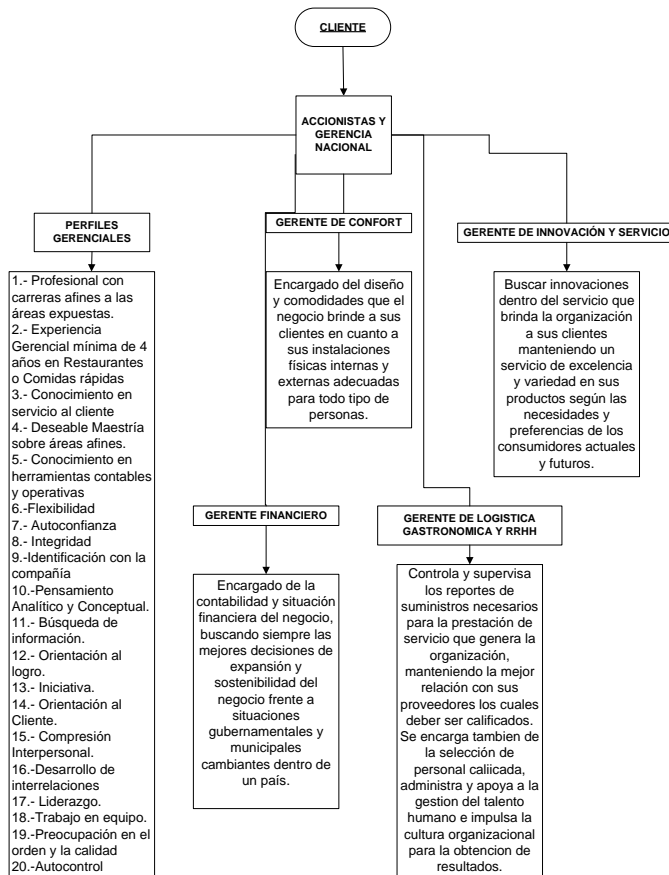 CLIENTE
ACCIONISTAS Y
GERENCIA
NACIONAL
PERFILES
GERENCIALES
1.- Profesional con
carreras afines a las
áreas expuestas.
2.- Experiencia
Gerencial mínima de 4
años en Restaurantes
o Comidas rápidas
3.- Conocimiento en
servicio al cliente
4.- Deseable Maestría
sobre áreas afines.
5.- Conocimiento en
herramientas contables
y operativas
6.-Flexibilidad
7.- Autoconfianza
8.- Integridad
9.-Identificación con la
compañía
10.-Pensamiento
Analítico y Conceptual.
11.- Búsqueda de
información.
12.- Orientación al
logro.
13.- Iniciativa.
14.- Orientación al
Cliente.
15.- Compresión
Interpersonal.
16.-Desarrollo de
interrelaciones
17.- Liderazgo.
18.-Trabajo en equipo.
19.-Preocupación en el
orden y la calidad
20.-Autocontrol
GERENTE DE CONFORT
Encargado del diseño
y comodidades que el
negocio brinde a sus
clientes en cuanto a
sus instalaciones
físicas internas y
externas adecuadas
para todo tipo de
personas.
GERENTE DE INNOVACIÓN Y SERVICIO
Buscar innovaciones
dentro del servicio que
brinda la organización
a sus clientes
manteniendo un
servicio de excelencia
y variedad en sus
productos según las
necesidades y
preferencias de los
consumidores actuales
y futuros.
GERENTE FINANCIERO
Encargado de la
contabilidad y situación
financiera del negocio,
buscando siempre las
mejores decisiones de
expansión y
sostenibilidad del
negocio frente a
situaciones
gubernamentales y
municipales
cambiantes dentro de
un país.
GERENTE DE LOGISTICA
GASTRONOMICA Y RRHH
Controla y supervisa
los reportes de
suministros necesarios
para la prestación de
servicio que genera la
organización,
manteniendo la mejor
relación con sus
proveedores los cuales
deber ser calificados.
Se encarga tambien de
la selección de
personal caliicada,
administra y apoya a la
gestion del talento
humano e impulsa la
cultura organizacional
para la obtencion de
resultados.